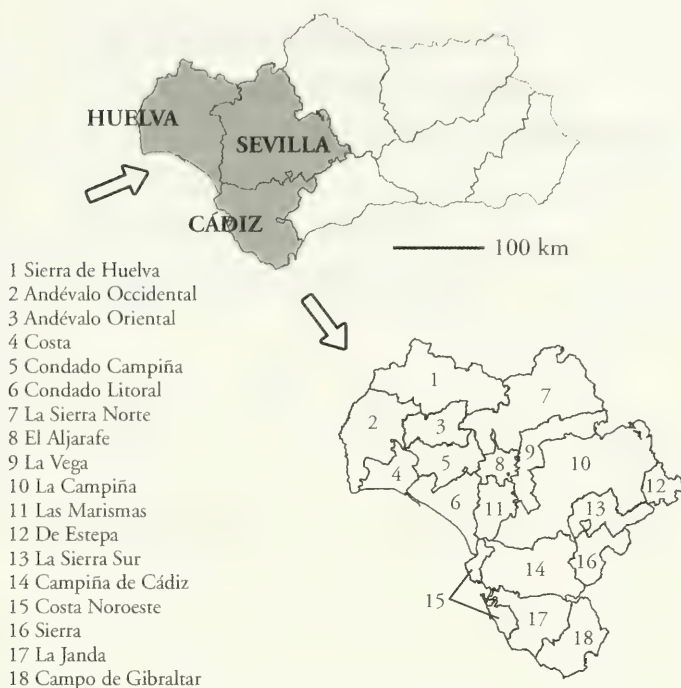 HUELVA
SEVILLA
CÁDIZ
100 km
1 Sierra de Huelva
2 Andévalo Occidental
3 Andévalo Oriental
4 Costa
5 Condado Campiña
6 Condado Litoral
7 La Sierra Norte
8 El Aljarafe
9 La Vega
10 La Campiña
11 Las Marismas
12 De Estepa
13 La Sierra Sur
14 Campiña de Cádiz
15 Costa Noroeste
16 Sierra
17 La Janda
18 Campo de Gibraltar
1
7
2
3
9
10
5
8
4
12
6
11
13
14
16
15
17
18